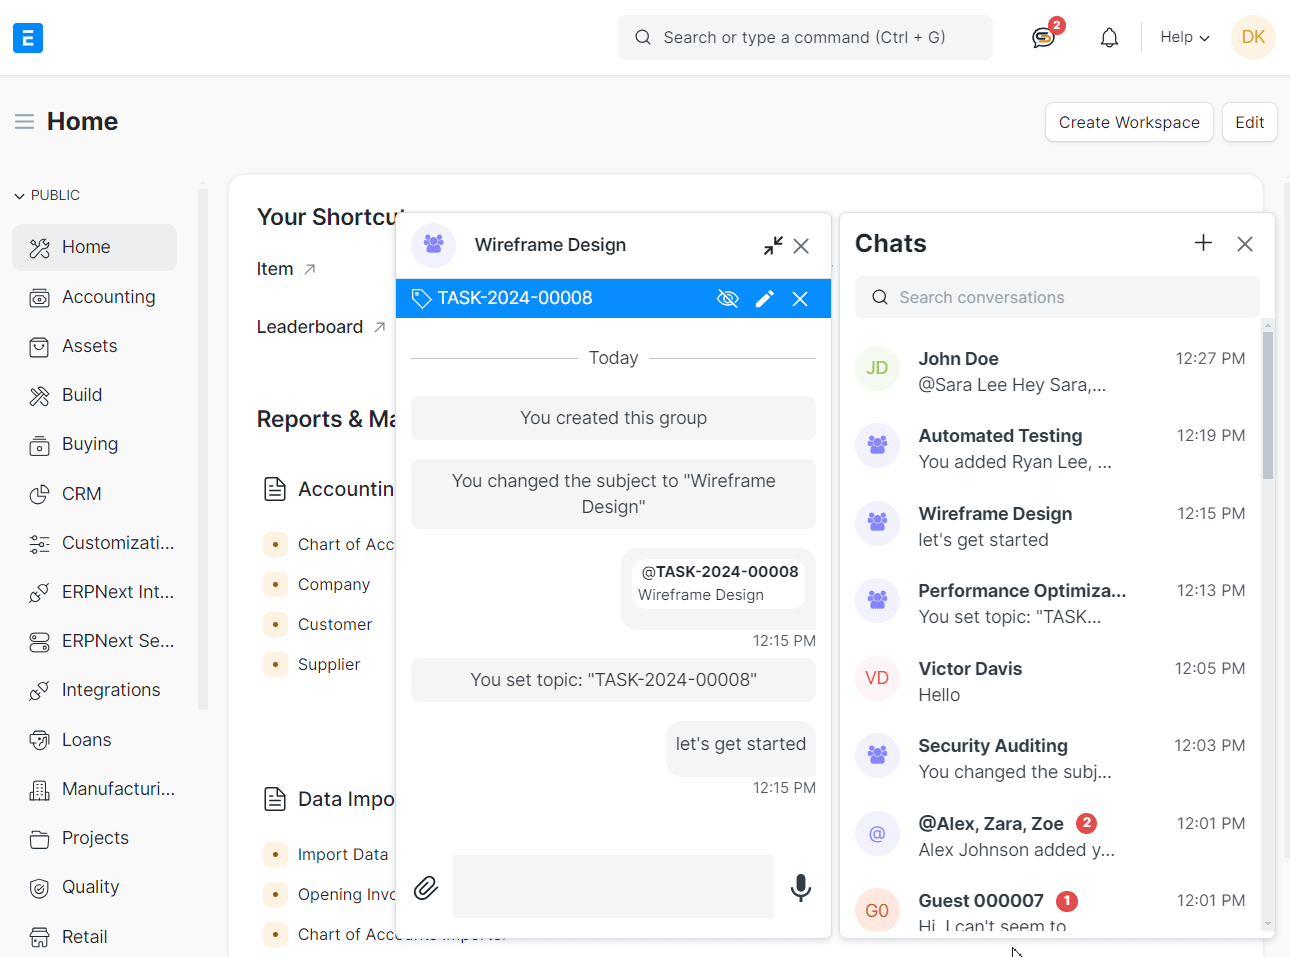 E
Search or type a command (Ctrl + G)
2
Help
DK
Home
Create Workspace
Edit
PUBLIC
Home
Accounting
Assets
Build
Buying
CRM
Customizati...
ERPNext Int...
ERPNext Se...
Integrations
Loans
Manufacturi...
Projects
Quality
Retail
Your Shortcut
Item
Leaderboard
Reports & Ma
Accountin
Chart of Acc
Company
Customer
Supplier
Data Impo
Import Data
Opening Invo
Chart of Accounts Importer
Wireframe Design
TASK-2024-00008
Today
You created this group
You changed the subject to "Wireframe
Design"
@TASK-2024-00008
Wireframe Design
12:15 PM
You set topic: "TASK-2024-00008"
let's get started
12:15 PM
Chats
Search conversations
JD
John Doe
12:27 PM
@Sara Lee Hey Sara,...
Automated Testing
12:19 PM
You added Ryan Lee, ...
Wireframe Design
12:15 PM
let's get started
Performance Optimiza...
12:13 PM
You set topic: "TASK...
VD
Victor Davis
12:05 PM
Hello
Security Auditing
12:03 PM
You changed the subj...
@
@Alex, Zara, Zoe
2
12:01 PM
Alex Johnson added y...
G0
Guest 000007
1
12:01 PM
Hi, I can't seem to